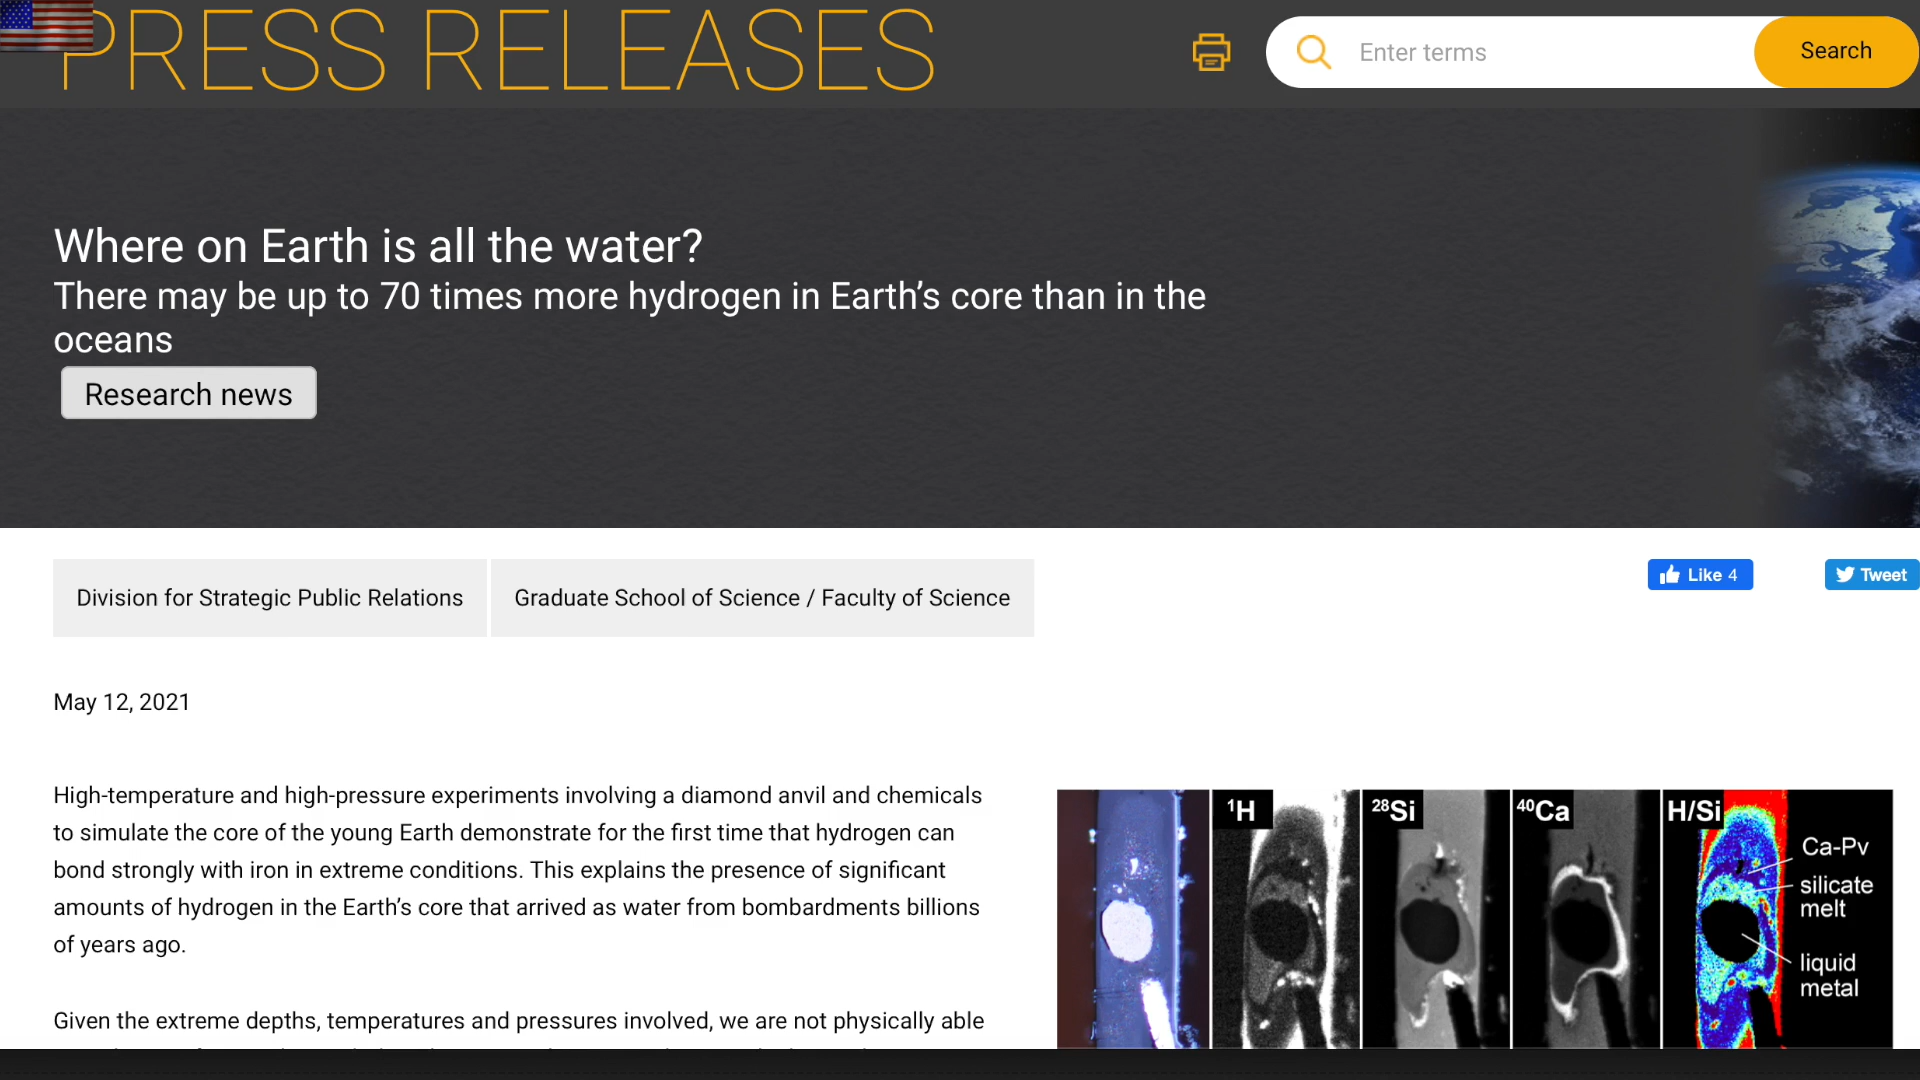 PRESS RELEASES
Enter terms
Search
Where on Earth is all the water?
There may be up to 70 times more hydrogen in Earth’s core than in the
oceans
Research news
Division for Strategic Public Relations
Graduate School of Science / Faculty of Science
Like 4
Tweet
May 12, 2021
High-temperature and high-pressure experiments involving a diamond anvil and chemicals
to simulate the core of the young Earth demonstrate for the first time that hydrogen can
bond strongly with iron in extreme conditions. This explains the presence of significant
amounts of hydrogen in the Earth’s core that arrived as water from bombardments billions
of years ago.
Given the extreme depths, temperatures and pressures involved, we are not physically able
¹H
²⁸Si
⁴⁰Ca
H/Si
Ca-Pv
silicate
melt
liquid
metal